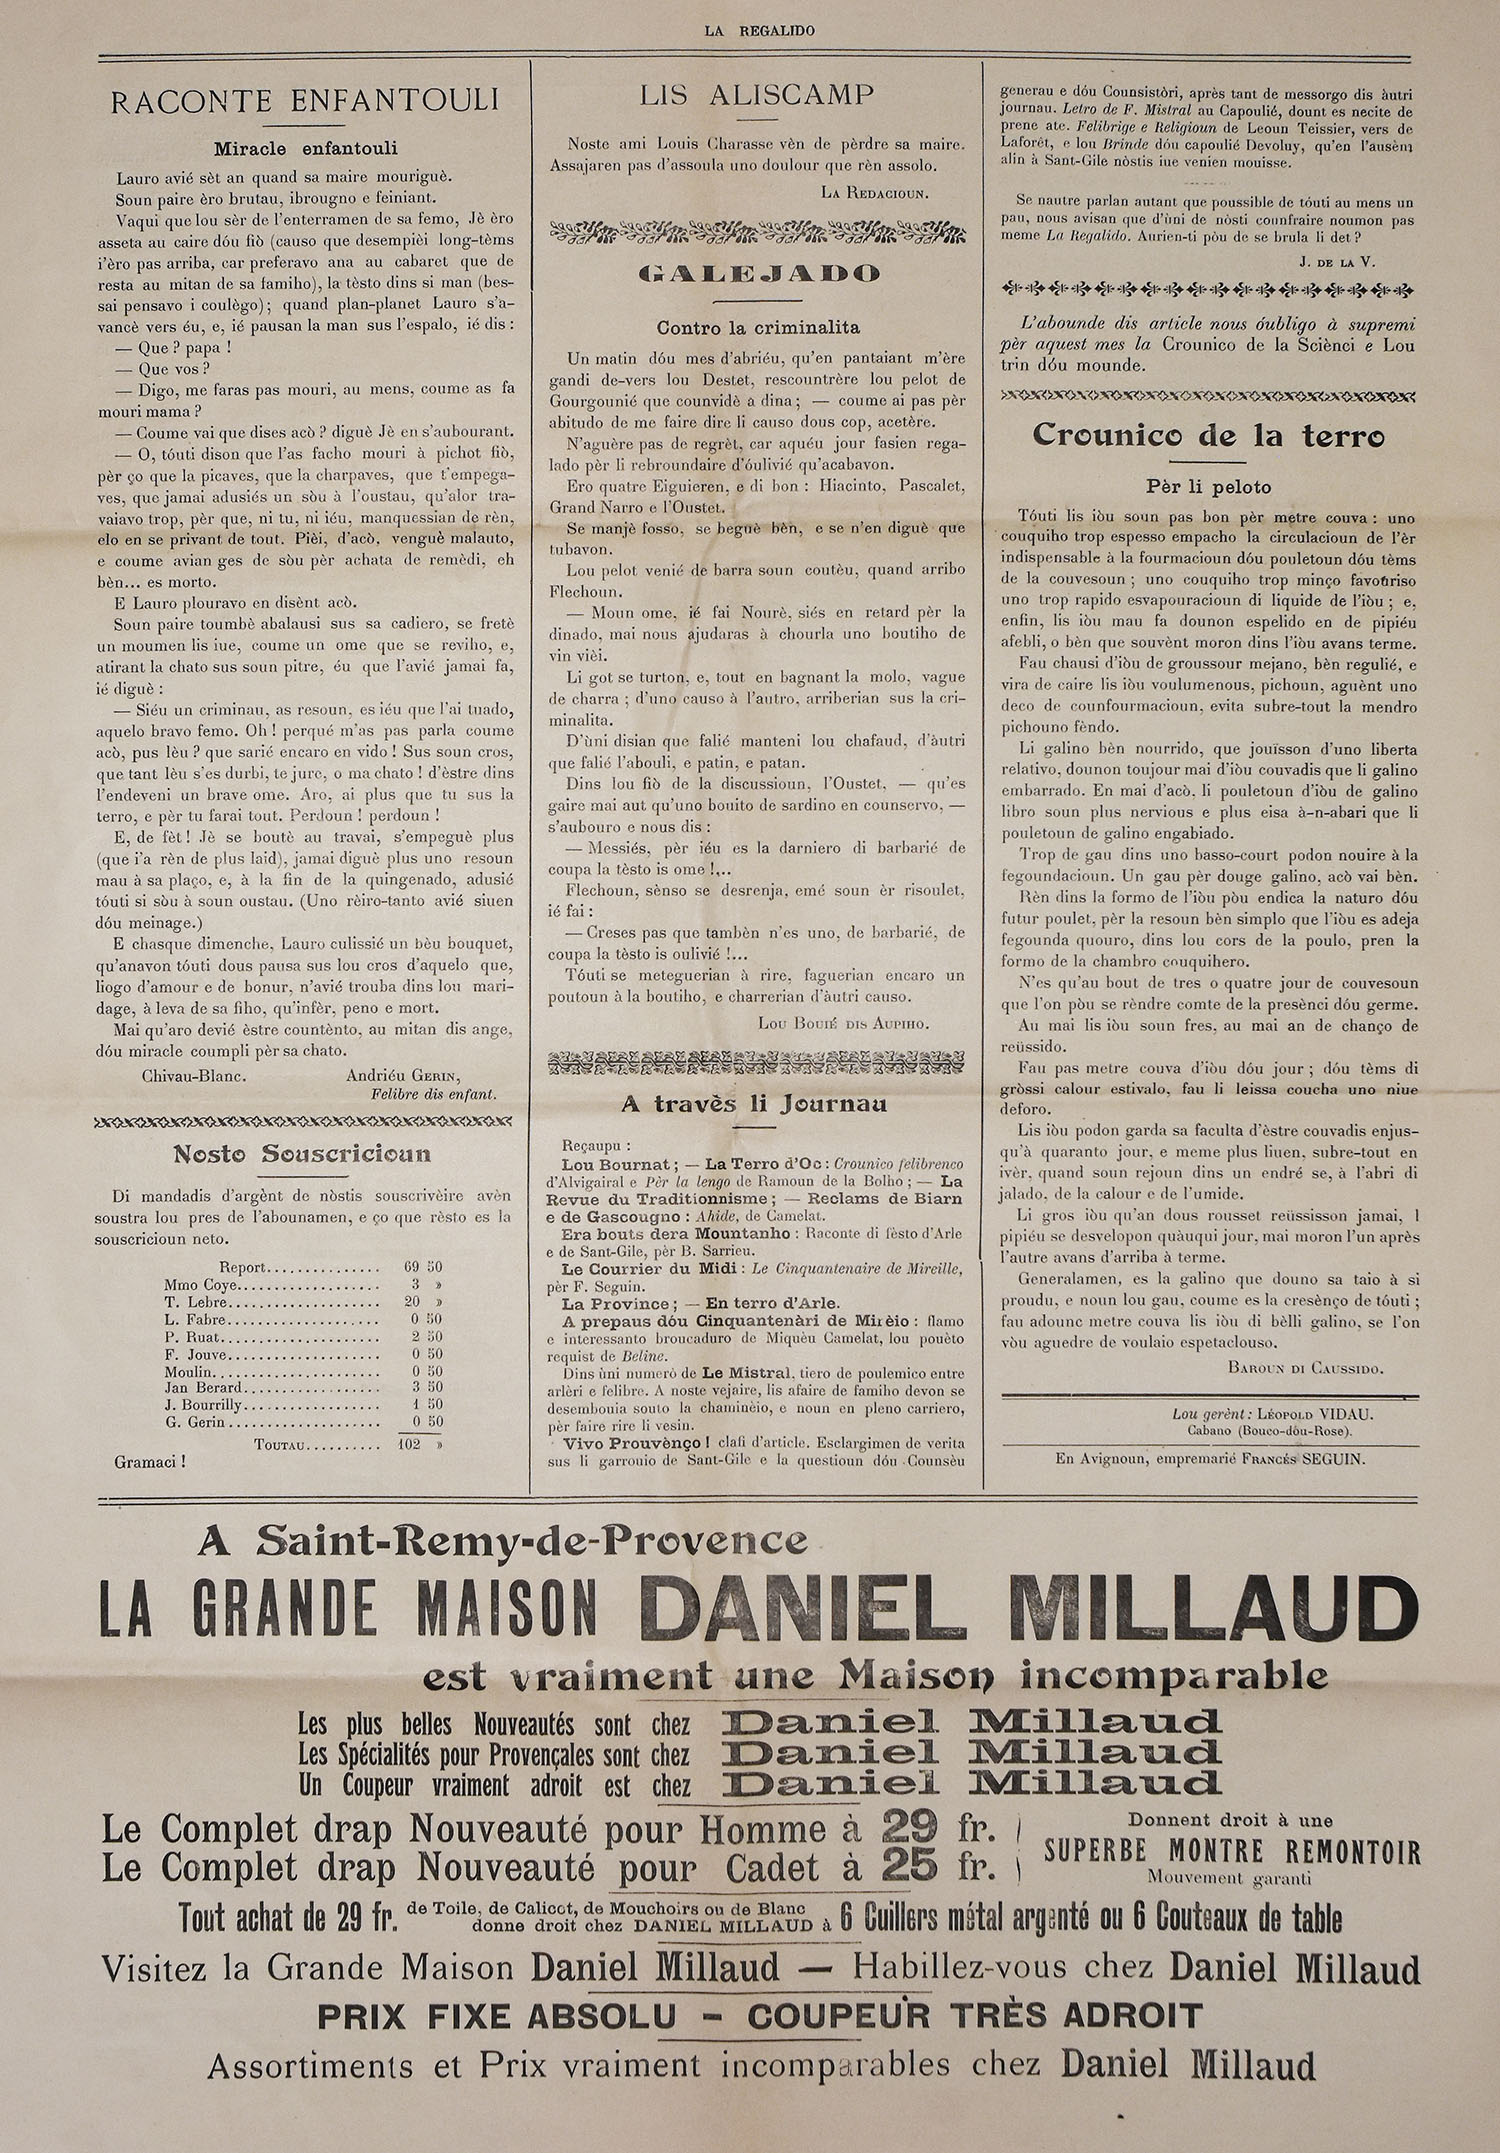 LA REGALIDO
RACONTE ENFANTOULI
Miracle enfantouli
Lauro avié sèt an quand sa maire mouriguè.
Soun paire èro brutau, ibrougno e feiniant.
Vaqui que lou sèr de l'enterramen de sa femo, Jè èro
asseta au caire dóu fiò (causo que desempièi long-tèms
i'èro pas arriba, car preferavo ana au cabaret que de
resta au mitan de sa famiho), la tèsto dins si man (bes-
sai pensavo i coulègo); quand plan-planet Lauro s'a-
vancè vers éu, e, ié pausan la man sus l'espalo, ié dis :
— Que? papa !
— Que vos?
— Digo, me faras pas mouri, au mens, coume as fa
mouri mama ?
— Coume vai que dises acò? diguè Jè en s'aubourant.
— O, tóuti dison que l'as facho mouri à pichot fiò,
pèr ço que la picaves, que la charpaves, que t'empega-
ves, que jamai adusiés un sòu à l'oustau, qu'alor tra-
vaiavo trop, pèr que, ni tu, ni iéu, manquessian de rèn,
elo en se privant de tout. Pièi, d'acò, venguè malauto,
e coume avian ges de sòu pèr achata de remèdi, eh
bèn... es morto.
E Lauro plouravo en disènt acò.
Soun paire toumbè abalausi sus sa cadiero, se fretè
un moumen lis iue, coume un ome que se reviho, e,
atirant la chato sus soun pitre, éu que l'avié jamai fa,
ié diguè :
— Siéu un criminau, as resoun, es iéu que l'ai tuado,
aquelo bravo femo. Oh ! perqué m'as pas parla coume
acò, pus lèu ? que sarié encaro en vido ! Sus soun cros,
que tant lèu s'es durbi, te jure, o ma chato ! d'èstre dins
l'endeveni un brave ome. Aro, ai plus que tu sus la
terro, e pèr tu farai tout. Perdoun ! perdoun !
E, de fèt ! Jè se boutè au travai, s'empeguè plus
(que i'a rèn de plus laid), jamai diguè plus uno resoun
mau à sa plaço, e, à la fin de la quingenado, adusié
tóuti si sòu à soun oustau. (Uno rèiro-tanto avié siuen
dóu meinage.)
E chasque dimenche, Lauro culissié un bèu bouquet,
qu'anavon tóuti dous pausa sus lou cros d'aquelo que,
liogo d'amour e de bonur, n'avié trouba dins lou mari-
dage, à leva de sa fiho, qu'infèr, peno e mort.
Mai qu'aro devié èstre countènto, au mitan dis ange,
dóu miracle coumpli pèr sa chato.
Chivau-Blanc. Andriéu GERIN,
Felibre dis enfant.
Nosto Souscricioun
Di mandadis d'argènt de nòstis souscrivèire avèn
soustra lou pres de l'abounamen, e ço que rèsto es la
souscricioun neto.
Report............... 69 50
Mmo Coye.................. 3 »
T. Lebre................... 20 »
L. Fabre................... 0 50
P. Ruat.................... 2 50
F. Jouve................... 0 50
Moulin..................... 0 50
Jan Berard................. 3 50
J. Bourrilly................ 1 50
G. Gerin................... 0 50
TOUTAU.......... 102 »
Gramaci !
LIS ALISCAMP
Noste ami Louis Charasse vèn de pèrdre sa maire.
Assajaren pas d'assoula uno doulour que rèn assolo.
LA REDACIOUN.
GALEJADO
Contro la criminalita
Un matin dóu mes d'abriéu, qu'en pantaiant m'ère
gandi de-vers lou Destet, rescountrère lou pelot de
Gourgounié que counvidè a dina; — coume ai pas pèr
abitudo de me faire dire li causo dous cop, acetère.
N'aguère pas de regrèt, car aquéu jour fasien rega-
lado pèr li rebroundaire d'óulivié qu'acabavon.
Ero quatre Eiguieren, e di bon : Hiacinto, Pascalet,
Grand Narro e l'Oustet.
Se manjè fosso, se beguè bèn, e se n'en diguè que
tubavon.
Lou pelot venié de barra soun coutèu, quand arribo
Flechoun.
— Moun ome, ié fai Nourè, siés en retard pèr la
dinado, mai nous ajudaras à chourla uno boutiho de
vin vièi.
Li got se turton, e, tout en bagnant la molo, vague
de charra ; d'uno causo à l'autro, arriberian sus la cri-
minalita.
D'ùni disian que falié manteni lou chafaud, d'àutri
que falié l'abouli, e patin, e patan.
Dins lou fiò de la discussioun, l'Oustet, — qu'es
gaire mai aut qu'uno bouito de sardino en counservo, —
s'aubouro e nous dis :
— Messiés, pèr iéu es la darniero di barbarié de
coupa la tèsto is ome !...
Flechoun, sènso se desrenja, emé soun èr risoulet,
ié fai :
— Creses pas que tambèn n'es uno, de barbarié, de
coupa la tèsto is oulivié !...
Tóuti se meteguerian à rire, faguerian encaro un
poutoun à la boutiho, e charrerian d'àutri causo.
LOU BOUIÉ DIS AUPIHO.
A travès li Journau
Reçaupu :
Lou Bournat ; — La Terro d'Oc : Crounico felibrenco
d'Alvigairal e Pèr la lengo de Ramoun de la Bolho ; — La
Revue du Traditionnisme ; — Reclams de Biarn
e de Gascougno : Ahide, de Camelat.
Era bouts dera Mountanho : Raconte di fèsto d'Arle
e de Sant-Gile, pèr B. Sarrieu.
Le Courrier du Midi : Le Cinquantenaire de Mireille,
pèr F. Seguin.
La Province ; — En terro d'Arle.
A prepaus dóu Cinquantenàri de Mirèio : flamo
e interessanto broucaduro de Miquèu Camelat, lou pouèto
requist de Beline.
Dins ùni numerò de Le Mistral, tiero de poulemico entre
arlèri e felibre. A noste vejaire, lis afaire de famiho devon se
desembouia souto la chaminèio, e noun en pleno carriero,
pèr faire rire li vesin.
Vivo Prouvènço ! clafi d'article. Esclargimen de verita
sus li garrouio de Sant-Gile e la questioun dóu Counsèu
generau e dóu Counsistòri, après tant de messorgo dis àutri
journau. Letro de F. Mistral au Capoulié, dount es necite de
prene ate. Felibrige e Religioun de Leoun Teissier, vers de
Laforêt, e lou Brinde dóu capoulié Devoluy, qu'en l'ausèn
alin à Sant-Gile nòstis iue venien mouisse.
Se nautre parlan autant que poussible de tóuti au mens un
pau, nous avisan que d'ùni de nòsti counfraire noumon pas
meme La Regalido. Aurien-ti pòu de se brula li det ?
J. DE LA V.
L'abounde dis article nous óubligo à supremi
pèr aquest mes la Crounico de la Sciènci e Lou
trin dóu mounde.
Crounico de la terro
Pèr li peloto
Tóuti lis iòu soun pas bon pèr metre couva : uno
couquiho trop espesso empacho la circulacioun de l'èr
indispensable à la fourmacioun dóu pouletoun dóu tèms
de la couvesoun ; uno couquiho trop minço favouriso
uno trop rapido esvapouracioun di liquide de l'iòu ; e,
enfin, lis iòu mau fa dounon espelido en de pipiéu
afebli, o bèn que souvènt moron dins l'iòu avans terme.
Fau chausi d'iòu de groussour mejano, bèn regulié, e
vira de caire lis iòu voulumenous, pichoun, aguènt uno
deco de counfourmacioun, evita subre-tout la mendro
pichouno fèndo.
Li galino bèn nourrido, que jouïsson d'uno liberta
relativo, dounon toujour mai d'iòu couvadis que li galino
embarrado. En mai d'acò, li pouletoun d'iòu de galino
libro soun plus nervious e plus eisa à-n-abari que li
pouletoun de galino engabiado.
Trop de gau dins uno basso-court podon nouire à la
fegoundacioun. Un gau pèr douge galino, acò vai bèn.
Rèn dins la formo de l'iòu pòu endica la naturo dóu
futur poulet, pèr la resoun bèn simplo que l'iòu es adeja
fegounda quouro, dins lou cors de la poulo, pren la
formo de la chambro couquihero.
N'es qu'au bout de tres o quatre jour de couvesoun
que l'on pòu se rèndre comte de la presènci dóu germe.
Au mai lis iòu soun fres, au mai an de chanço de
reüssido.
Fau pas metre couva d'iòu dóu jour ; dóu tèms di
gròssi calour estivalo, fau li leissa coucha uno niue
deforo.
Lis iòu podon garda sa faculta d'èstre couvadis enjus-
qu'à quaranto jour, e meme plus liuen, subre-tout en
ivèr, quand soun rejoun dins un endré se, à l'abri di
jalado, de la calour e de l'umide.
Li gros iòu qu'an dous rousset reüssisson jamai, l
pipiéu se desvelopon quàuqui jour, mai moron l'un après
l'autre avans d'arriba à terme.
Generalamen, es la galino que douno sa taio à si
proudu, e noun lou gau, coume es la cresènço de tóuti ;
fau adounc metre couva lis iòu di bèlli galino, se l'on
vòu aguedre de voulaio espetaclouso.
BAROUN DI CAUSSIDO.
Lou gerènt : LÉOPOLD VIDAU.
Cabano (Bouco-dóu-Rose).
En Avignoun, empremarié FRANCÉS SEGUIN.
A Saint-Remy-de-Provence
LA GRANDE MAISON DANIEL MILLAUD
est vraiment une Maison incomparable
Les plus belles Nouveautés sont chez Daniel Millaud
Les Spécialités pour Provençales sont chez Daniel Millaud
Un Coupeur vraiment adroit est chez Daniel Millaud
Le Complet drap Nouveauté pour Homme à 29 fr.
Le Complet drap Nouveauté pour Cadet à 25 fr.
Donnent droit à une
SUPERBE MONTRE REMONTOIR
Mouvement garanti
Tout achat de 29 fr. de Toile, de Calicot, de Mouchoirs ou de Blanc
donne droit chez DANIEL MILLAUD à 6 Cuillers métal argenté ou 6 Couteaux de table
Visitez la Grande Maison Daniel Millaud — Habillez-vous chez Daniel Millaud
PRIX FIXE ABSOLU - COUPEUR TRÈS ADROIT
Assortiments et Prix vraiment incomparables chez Daniel Millaud